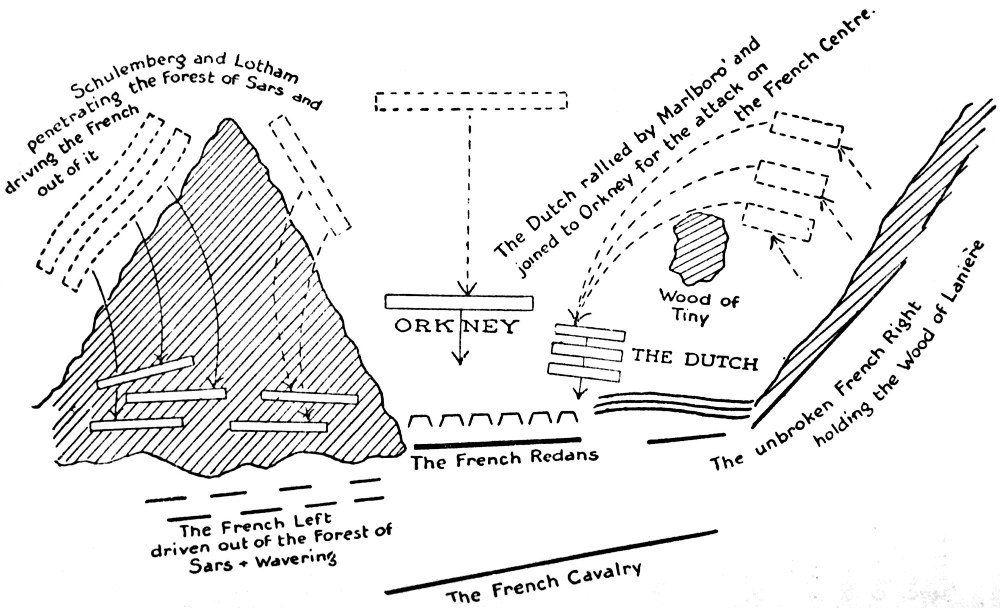 Schulemberg and Lotham
penetrating the Forest of Sars and
driving the French
out of it
The Dutch rallied by Marlboro' and
joined to Orkney for the attack on
the French Centre.
Wood of
Tiny
ORKNEY
THE DUTCH
The unbroken French Right
holding the Wood of Lanière
The French Redans
The French Left
driven out of the Forest of
Sars + Wavering
The French Cavalry